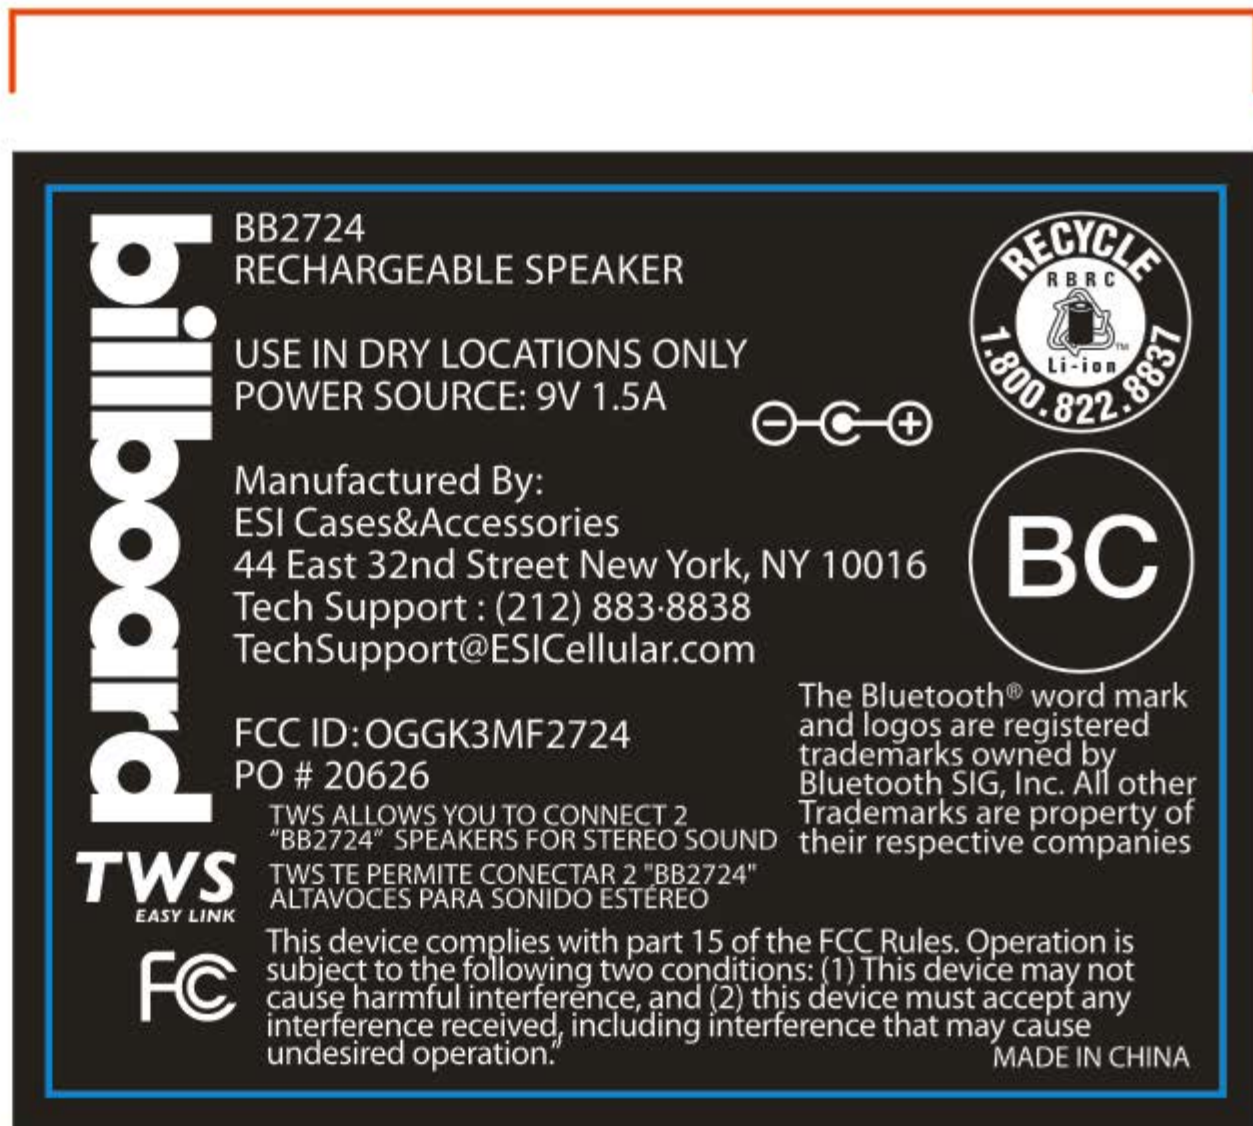 billboard
BB2724
RECHARGEABLE SPEAKER
USE IN DRY LOCATIONS ONLY
POWER SOURCE: 9V 1.5A
RECYCLE
RBRC
Li-ion
TM
1.800.822.8837
Manufactured By:
ESI Cases&Accessories
44 East 32nd Street New York, NY 10016
Tech Support : (212) 883·8838
TechSupport@ESICellular.com
BC
FCC ID: OGGK3MF2724
PO # 20626
The Bluetooth® word mark
and logos are registered
trademarks owned by
Bluetooth SIG, Inc. All other
Trademarks are property of
their respective companies
TWS
EASY LINK
TWS ALLOWS YOU TO CONNECT 2
“BB2724” SPEAKERS FOR STEREO SOUND
TWS TE PERMITE CONECTAR 2 "BB2724"
ALTAVOCES PARA SONIDO ESTÉREO
FC
This device complies with part 15 of the FCC Rules. Operation is
subject to the following two conditions: (1) This device may not
cause harmful interference, and (2) this device must accept any
interference received, including interference that may cause
undesired operation.”
MADE IN CHINA